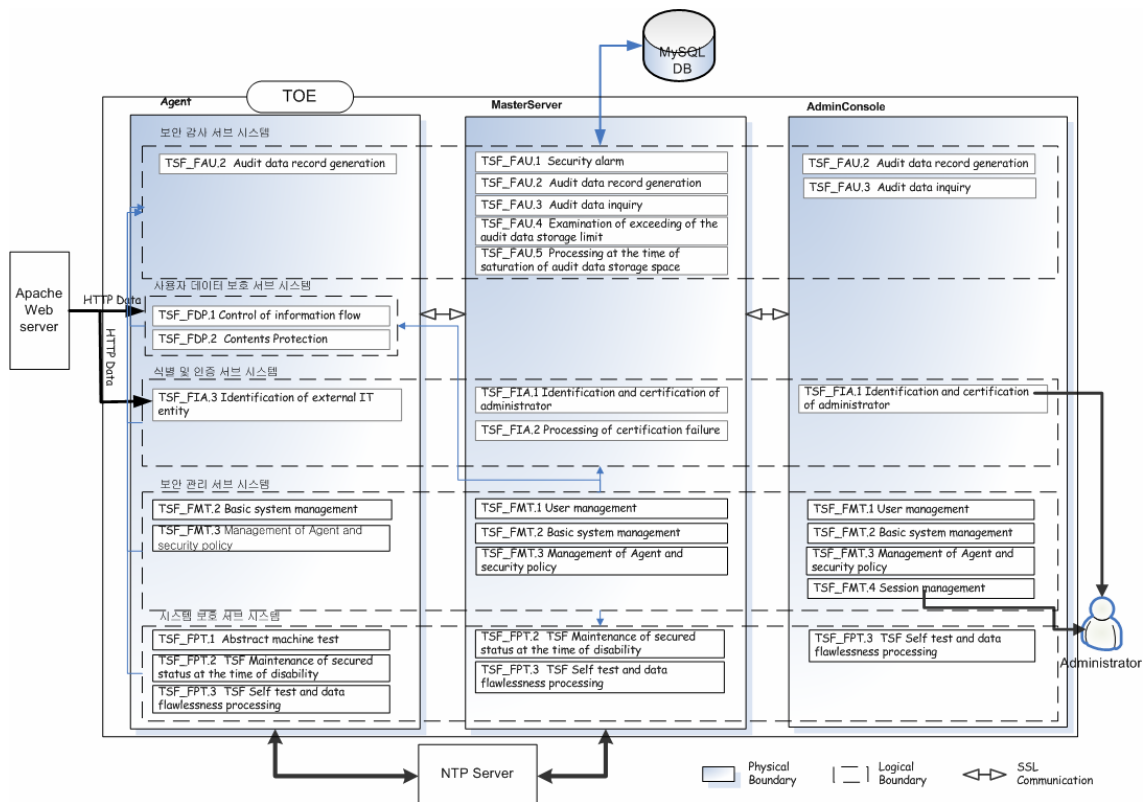 MySQL
DB
TOE
Agent
MasterServer
AdminConsole
보안 감사 서브 시스템
TSF_FAU.2 Audit data record generation
TSF_FAU.1 Security alarm
TSF_FAU.2 Audit data record generation
TSF_FAU.3 Audit data inquiry
TSF_FAU.4 Examination of exceeding of the
audit data storage limit
TSF_FAU.5 Processing at the time of
saturation of audit data storage space
TSF_FAU.2 Audit data record generation
TSF_FAU.3 Audit data inquiry
Apache
Web
server
HTTP Data
HTTP Data
사용자 데이터 보호 서브 시스템
TSF_FDP.1 Control of information flow
TSF_FDP.2 Contents Protection
식별 및 인증 서브 시스템
TSF_FIA.3 Identification of external IT
entity
TSF_FIA.1 Identification and certification of
administrator
TSF_FIA.2 Processing of certification failure
TSF_FIA.1 Identification and certification
of administrator
보안 관리 서브 시스템
TSF_FMT.2 Basic system management
TSF_FMT.3 Management of Agent and
security policy
TSF_FMT.1 User management
TSF_FMT.2 Basic system management
TSF_FMT.3 Management of Agent and
security policy
TSF_FMT.1 User management
TSF_FMT.2 Basic system management
TSF_FMT.3 Management of Agent and
security policy
TSF_FMT.4 Session management
시스템 보호 서브 시스템
TSF_FPT.1 Abstract machine test
TSF_FPT.2 TSF Maintenance of secured
status at the time of disability
TSF_FPT.3 TSF Self test and data
flawlessness processing
TSF_FPT.2 TSF Maintenance of secured
status at the time of disability
TSF_FPT.3 TSF Self test and data
flawlessness processing
TSF_FPT.3 TSF Self test and data
flawlessness processing
Administrator
NTP Server
Physical
Boundary
Logical
Boundary
SSL
Communication